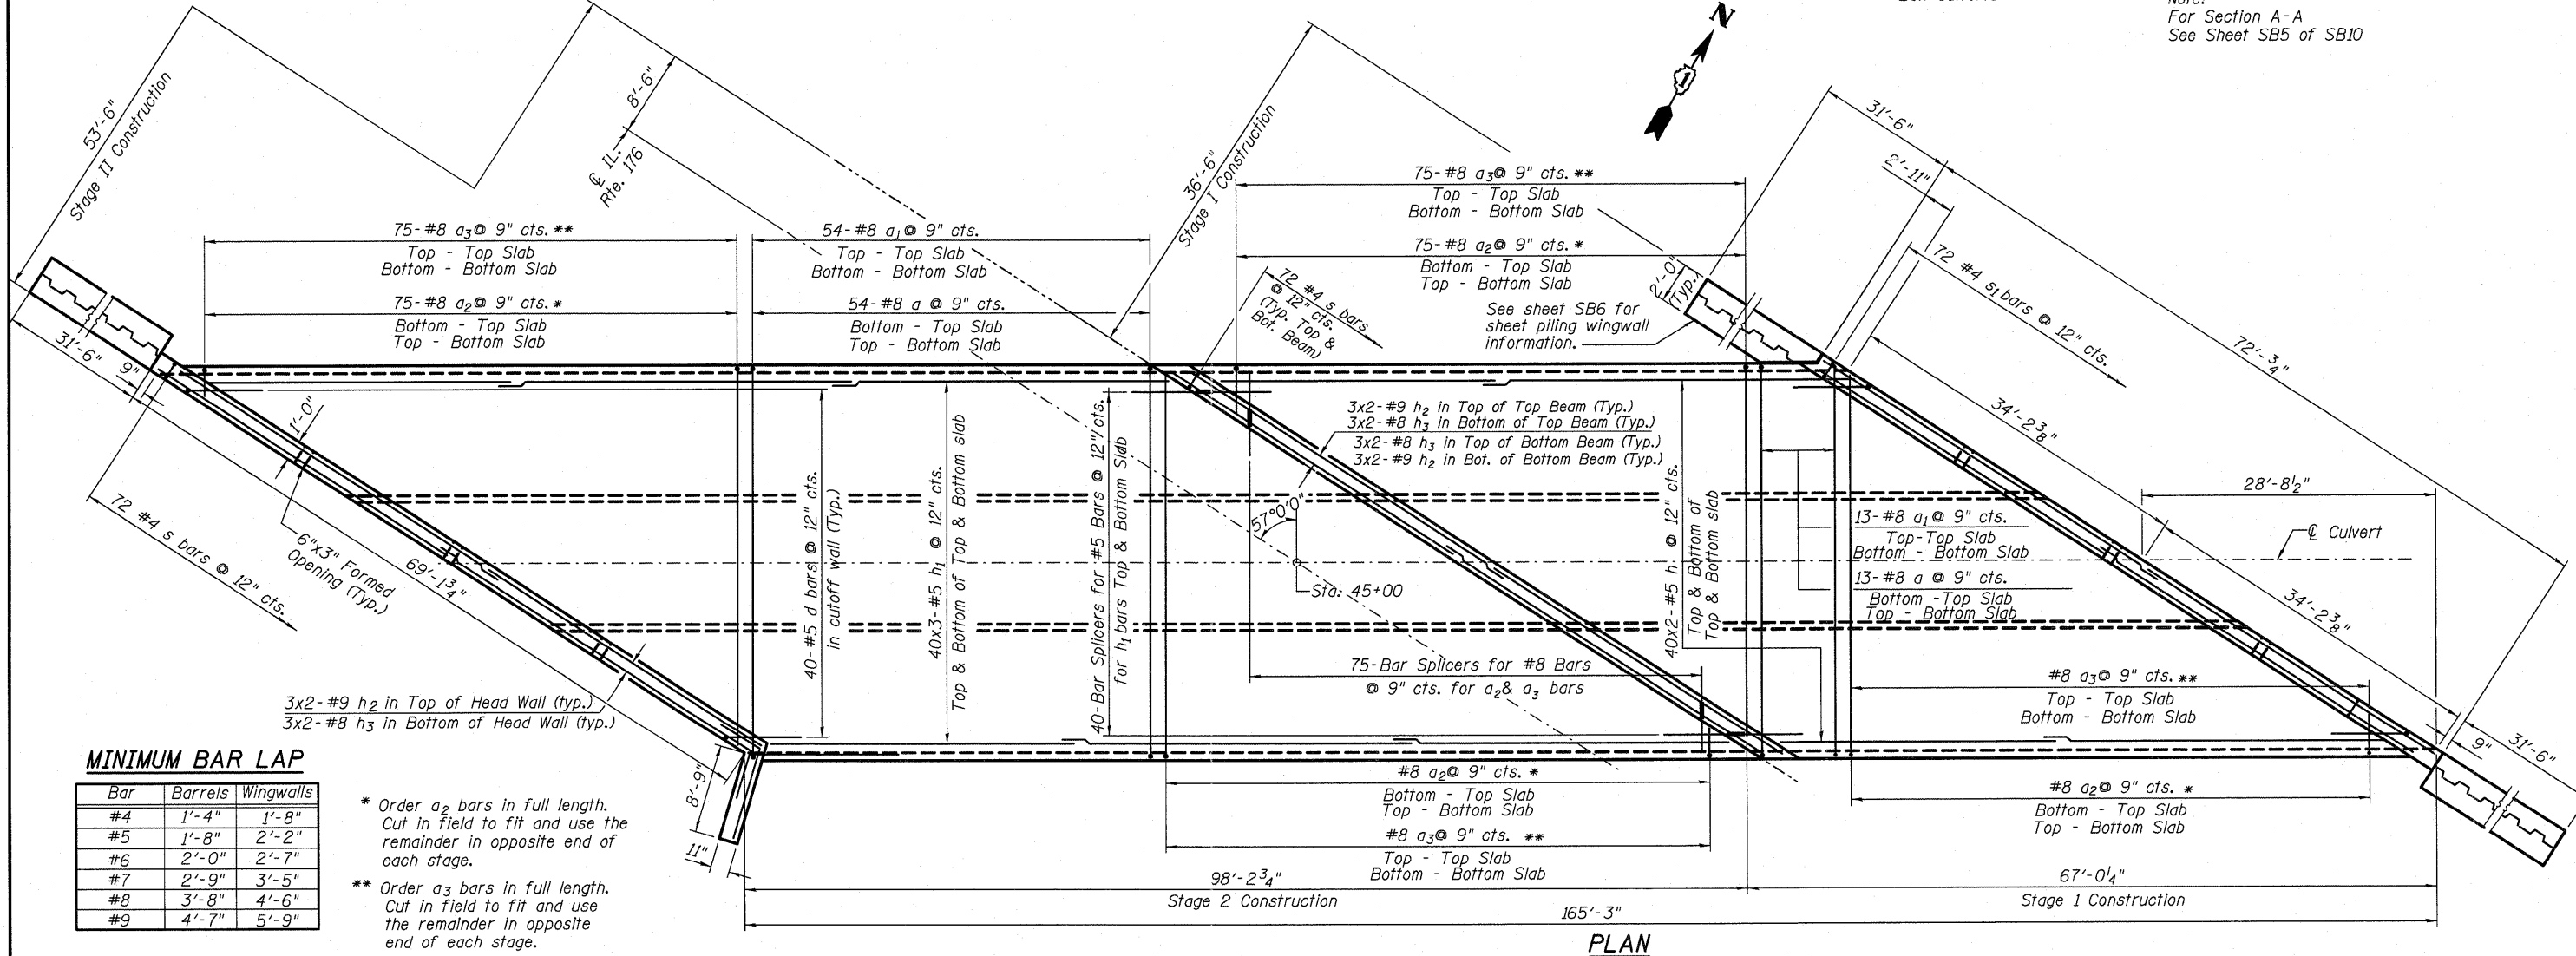 Note:
For Section A-A
See Sheet SB5 of SB10
N
1
53'-6"
Stage II Construction
8'-6"
℄ IL.
Rte. 176
36'-6"
Stage I Construction
75-#8 a3@ 9" cts. **
Top - Top Slab
Bottom - Bottom Slab
75-#8 a2@ 9" cts. *
Bottom - Top Slab
Top - Bottom Slab
54-#8 a1@ 9" cts.
Top - Top Slab
Bottom - Bottom Slab
54-#8 a @ 9" cts.
Bottom - Top Slab
Top - Bottom Slab
75-#8 a3@ 9" cts. **
Top - Top Slab
Bottom - Bottom Slab
75-#8 a2@ 9" cts. *
Bottom - Top Slab
Top - Bottom Slab
72 #4 s bars
@ 12" cts.
(Typ. Top &
Bot. Beam)
2'-0"
(Typ.)
See sheet SB6 for
sheet piling wingwall
information.
31'-6"
2'-11"
72 #4 s1 bars @ 12" cts.
72'-3/4"
34'-2 3/8"
34'-2 3/8"
28'-8 1/2"
℄ Culvert
31'-6"
9"
1'-0"
6"x3" Formed
Opening (Typ.)
69'-1 3/4"
72 #4 s bars @ 12" cts.
40-#5 d bars @ 12" cts.
in cutoff wall (Typ.)
40x3-#5 h1 @ 12" cts.
Top & Bottom of Top & Bottom slab
40-Bar Splicers for #5 Bars @ 12" cts.
for h1 bars Top & Bottom Slab
3x2-#9 h2 in Top of Top Beam (Typ.)
3x2-#8 h3 in Bottom of Top Beam (Typ.)
3x2-#8 h3 in Top of Bottom Beam (Typ.)
3x2-#9 h2 in Bot. of Bottom Beam (Typ.)
57°0'0"
Sta. 45+00
40x2-#5 h @ 12" cts.
Top & Bottom of
Top & Bottom slab
13-#8 a1@ 9" cts.
Top-Top Slab
Bottom - Bottom Slab
13-#8 a @ 9" cts.
Bottom -Top Slab
Top - Bottom Slab
75-Bar Splicers for #8 Bars
@ 9" cts. for a2& a3 bars
#8 a3@ 9" cts. **
Top - Top Slab
Bottom - Bottom Slab
9"
31'-6"
3x2-#9 h2 in Top of Head Wall (typ.)
3x2-#8 h3 in Bottom of Head Wall (typ.)
8'-9"
11"
#8 a2@ 9" cts. *
Bottom - Top Slab
Top - Bottom Slab
#8 a3@ 9" cts. **
Top - Top Slab
Bottom - Bottom Slab
#8 a2@ 9" cts. *
Bottom - Top Slab
Top - Bottom Slab
98'-2 3/4"
Stage 2 Construction
67'-0 1/4"
Stage 1 Construction
165'-3"
PLAN
MINIMUM BAR LAP
Bar Barrels Wingwalls
#4 1'-4" 1'-8"
#5 1'-8" 2'-2"
#6 2'-0" 2'-7"
#7 2'-9" 3'-5"
#8 3'-8" 4'-6"
#9 4'-7" 5'-9"
* Order a2 bars in full length.
Cut in field to fit and use the
remainder in opposite end of
each stage.
** Order a3 bars in full length.
Cut in field to fit and use
the remainder in opposite
end of each stage.